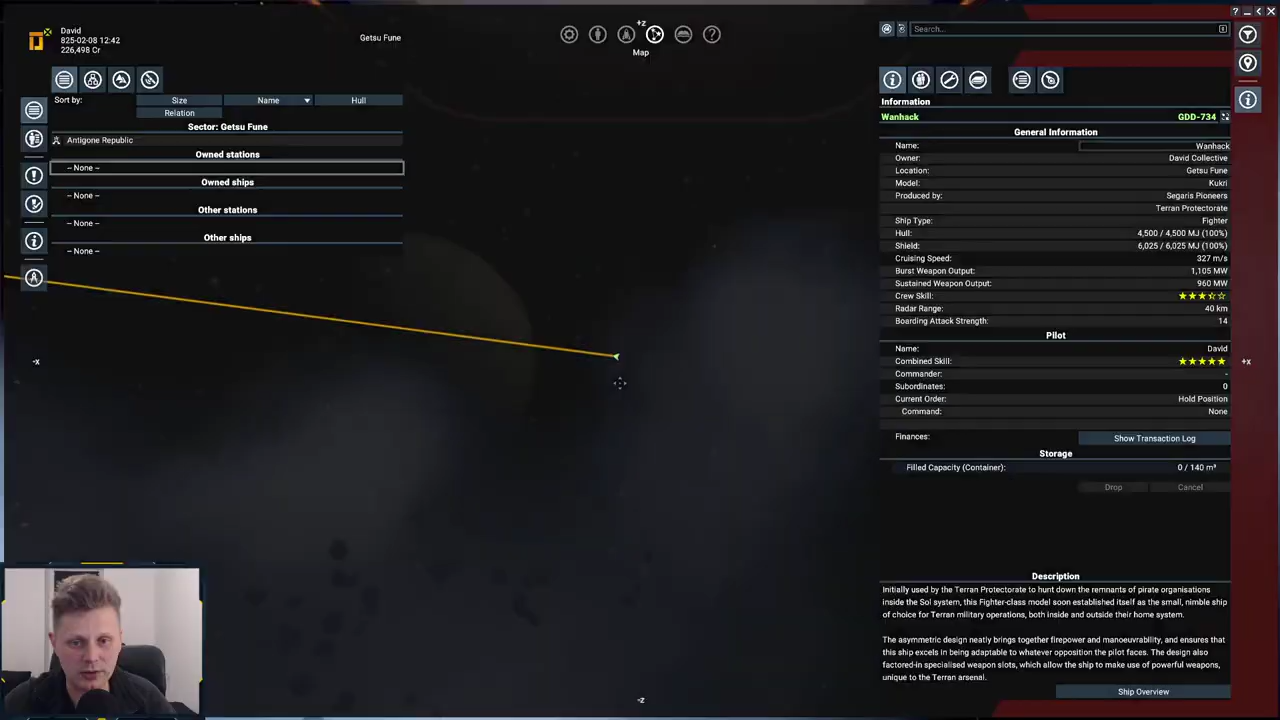 David
825-02-08 12:42
226,498 Cr
Getsu Fune
+z
Map
? _ < X
Search...
Sort by:
Size
Name
Hull
Relation
Sector: Getsu Fune
Antigone Republic
Owned stations
– None –
Owned ships
– None –
Other stations
– None –
Other ships
– None –
-x
+x
-z
Information
Wanhack GDD-734
General Information
Name: Wanhack
Owner: David Collective
Location: Getsu Fune
Model: Kukri
Produced by: Segaris Pioneers
Terran Protectorate
Ship Type: Fighter
Hull: 4,500 / 4,500 MJ (100%)
Shield: 6,025 / 6,025 MJ (100%)
Cruising Speed: 327 m/s
Burst Weapon Output: 1,105 MW
Sustained Weapon Output: 960 MW
Crew Skill: ★★★☆☆
Radar Range: 40 km
Boarding Attack Strength: 14
Pilot
Name: David
Combined Skill: ★★★★★
Commander: -
Subordinates: 0
Current Order: Hold Position
Command: None
Finances: Show Transaction Log
Storage
Filled Capacity (Container): 0 / 140 m³
Drop Cancel
Description
Initially used by the Terran Protectorate to hunt down the remnants of pirate organisations
inside the Sol system, this Fighter-class model soon established itself as the small, nimble ship
of choice for Terran military operations, both inside and outside their home system.
The asymmetric design neatly brings together firepower and manoeuvrability, and ensures that
this ship excels in being adaptable to whatever opposition the pilot faces. The design also
factored-in specialised weapon slots, which allow the ship to make use of powerful weapons,
unique to the Terran arsenal.
Ship Overview